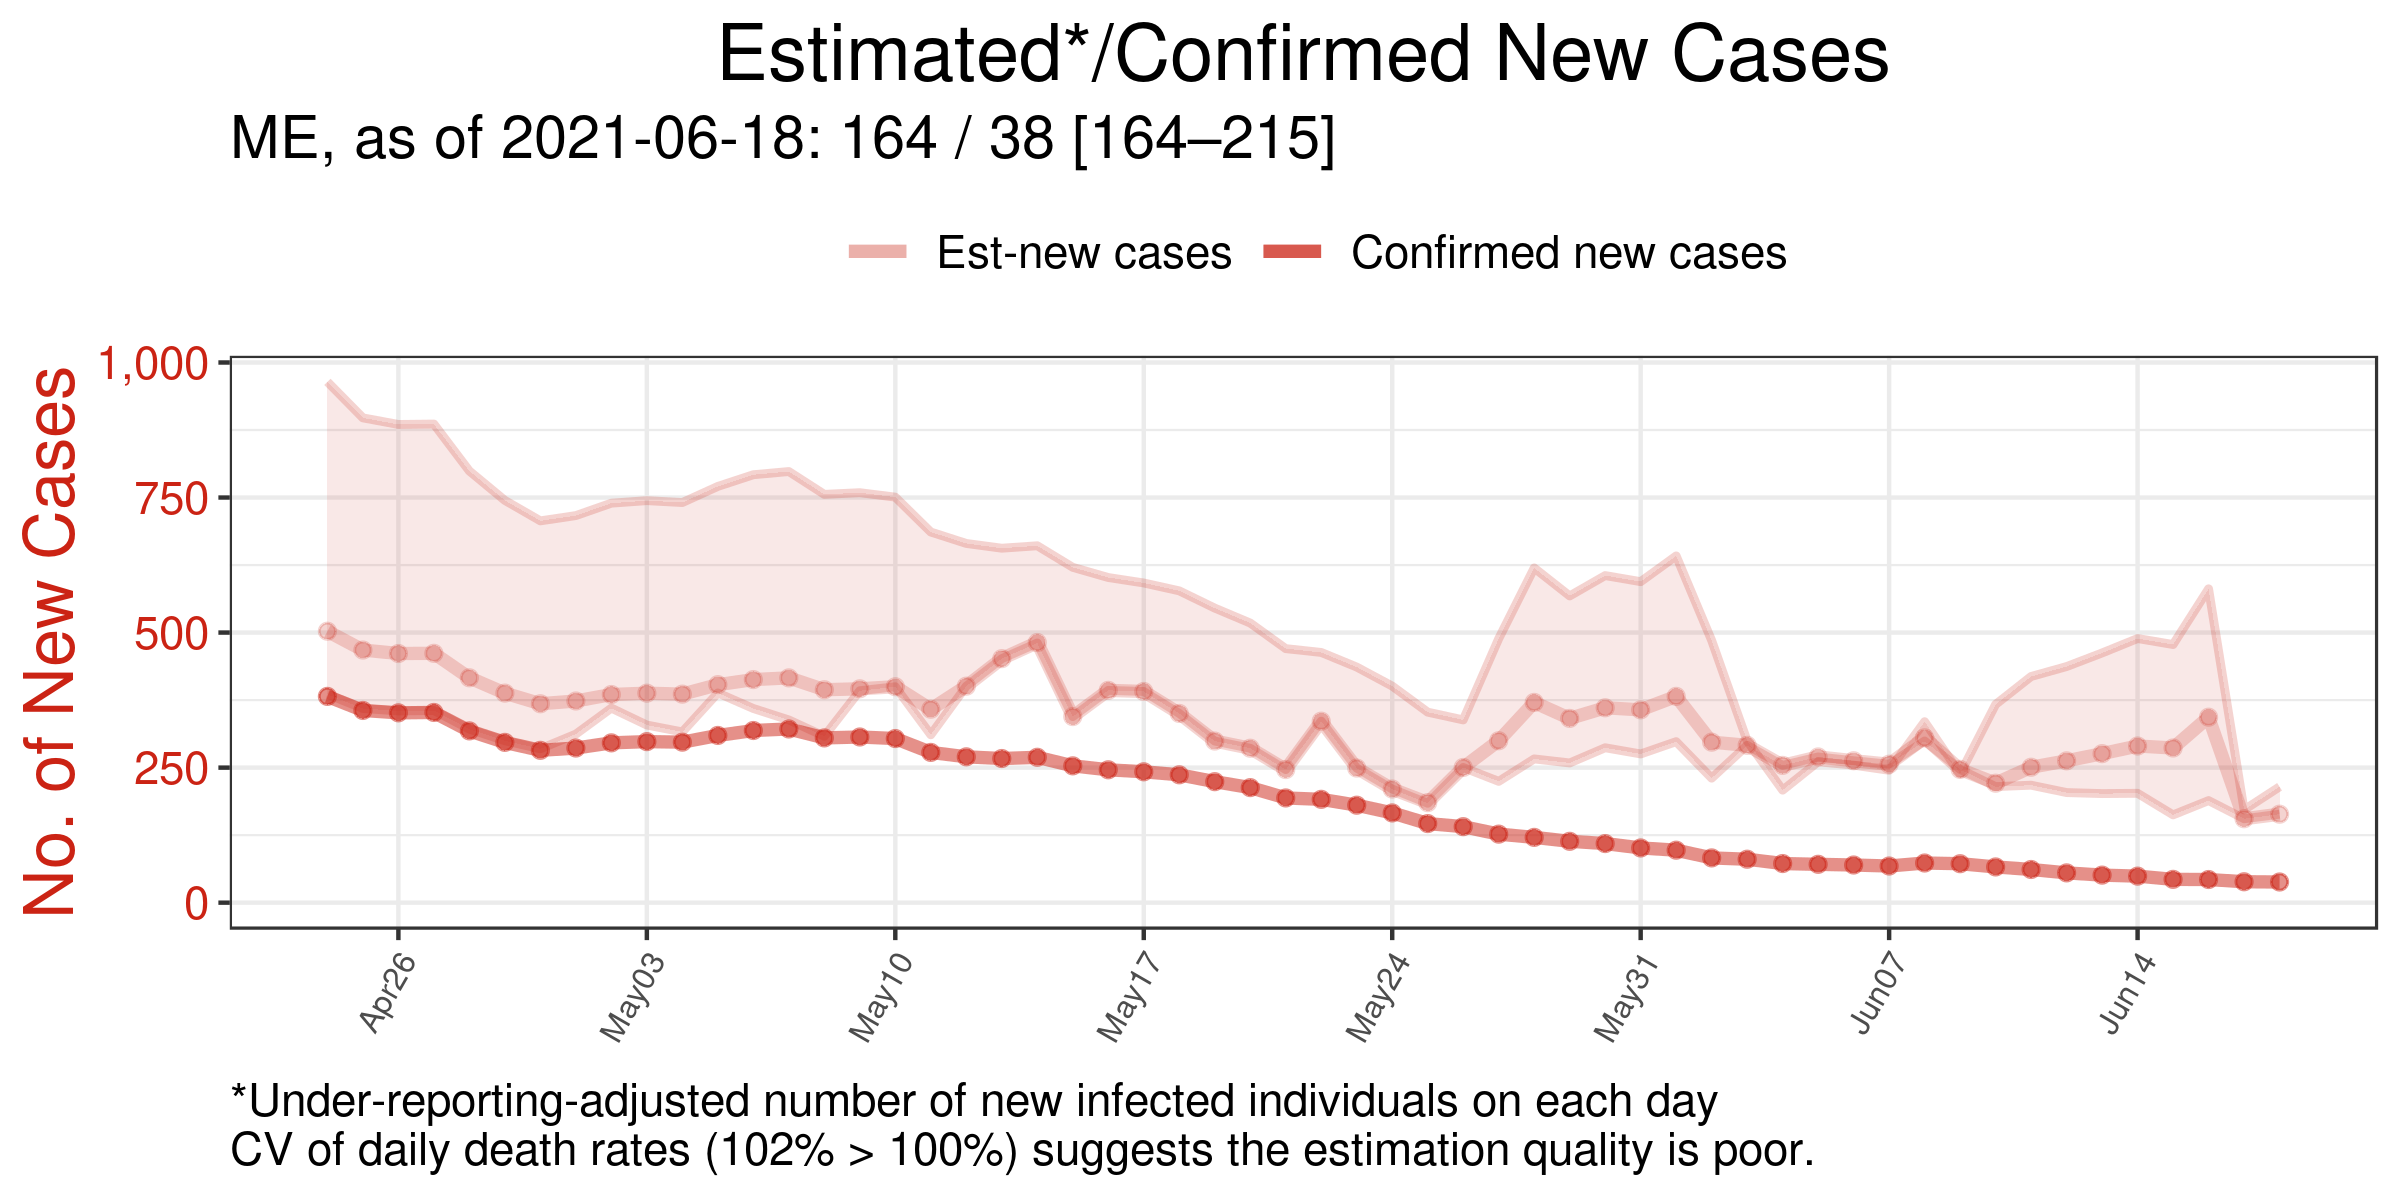 Estimated*/Confirmed New Cases
ME, as of 2021-06-18: 164 / 38 [164–215]
Est-new cases
Confirmed new cases
No. of New Cases
1,000
750
500
250
0
Apr26
May03
May10
May17
May24
May31
Jun07
Jun14
*Under-reporting-adjusted number of new infected individuals on each day
CV of daily death rates (102% > 100%) suggests the estimation quality is poor.